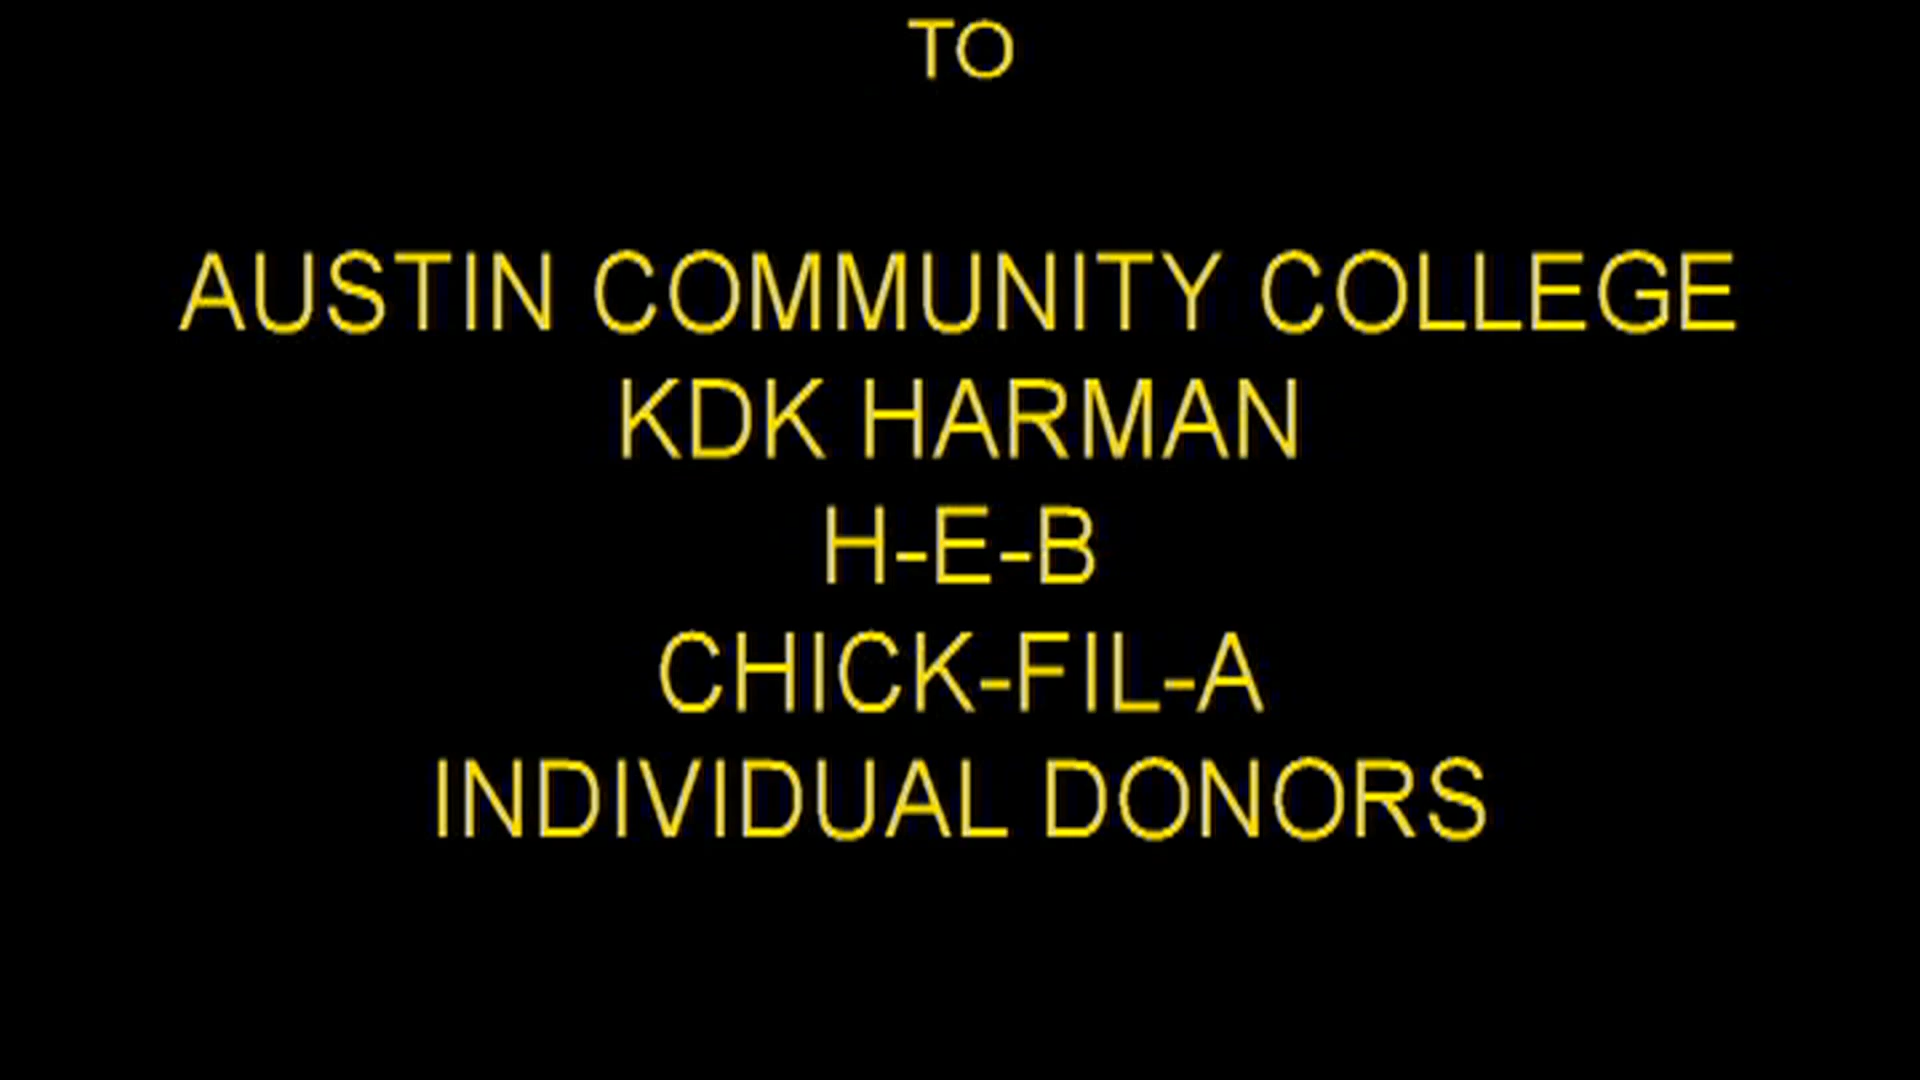 TO
AUSTIN COMMUNITY COLLEGE
KDK HARMAN
H-E-B
CHICK-FIL-A
INDIVIDUAL DONORS